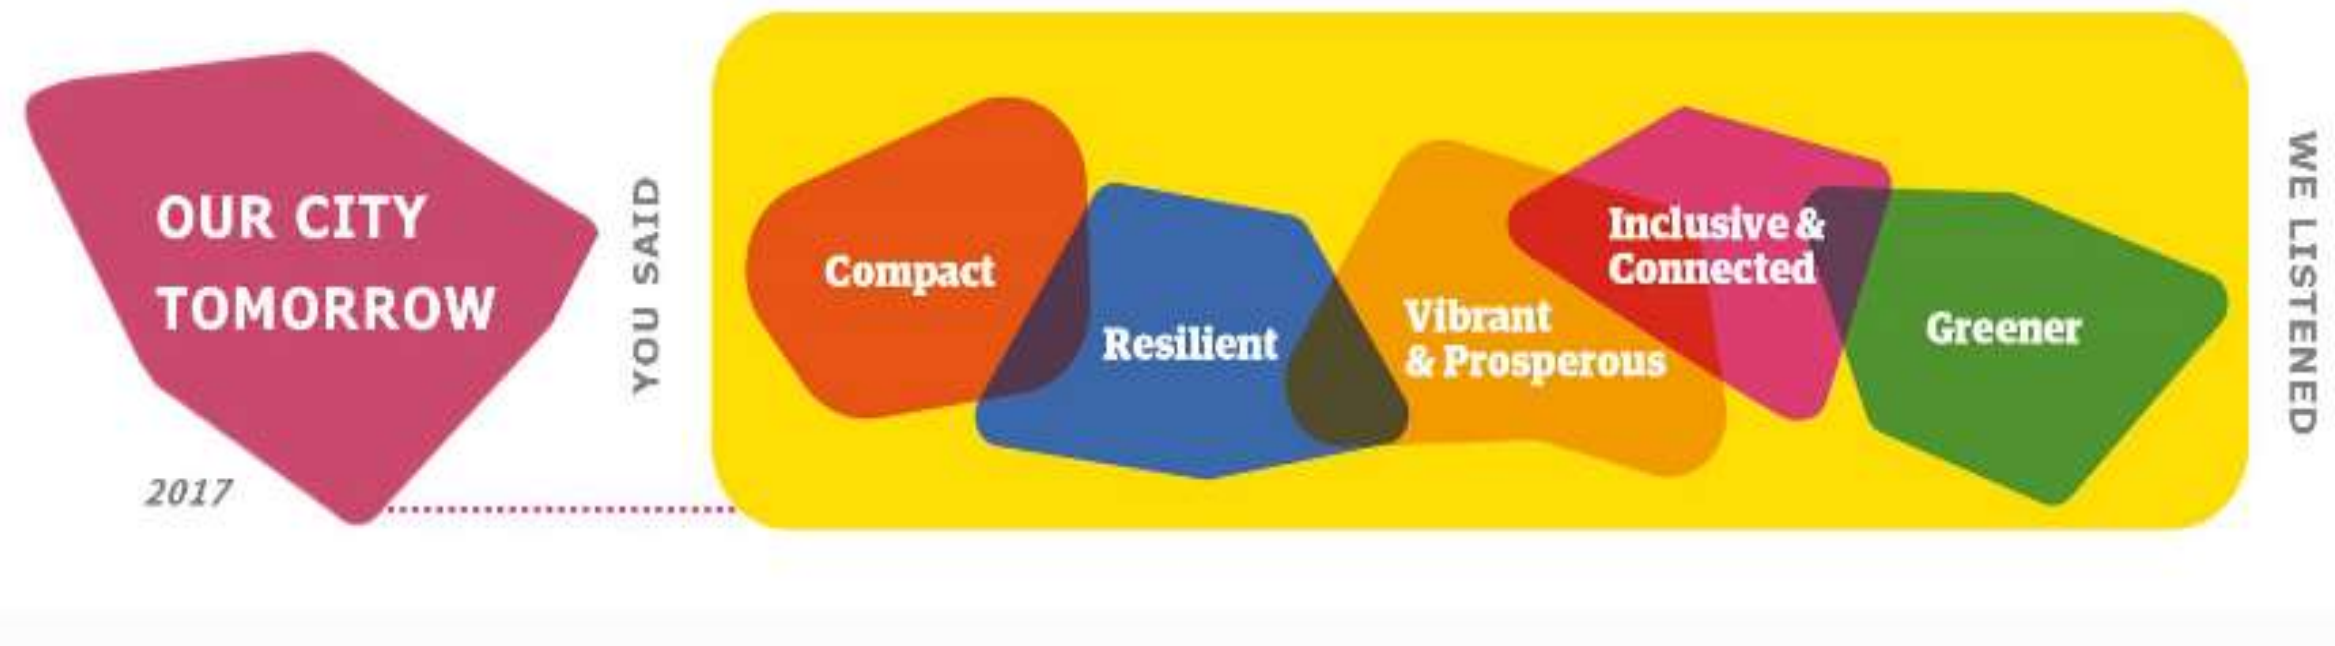 OUR CITY
TOMORROW
2017
YOU SAID
Compact
Resilient
Vibrant
& Prosperous
Inclusive &
Connected
Greener
WE LISTENED